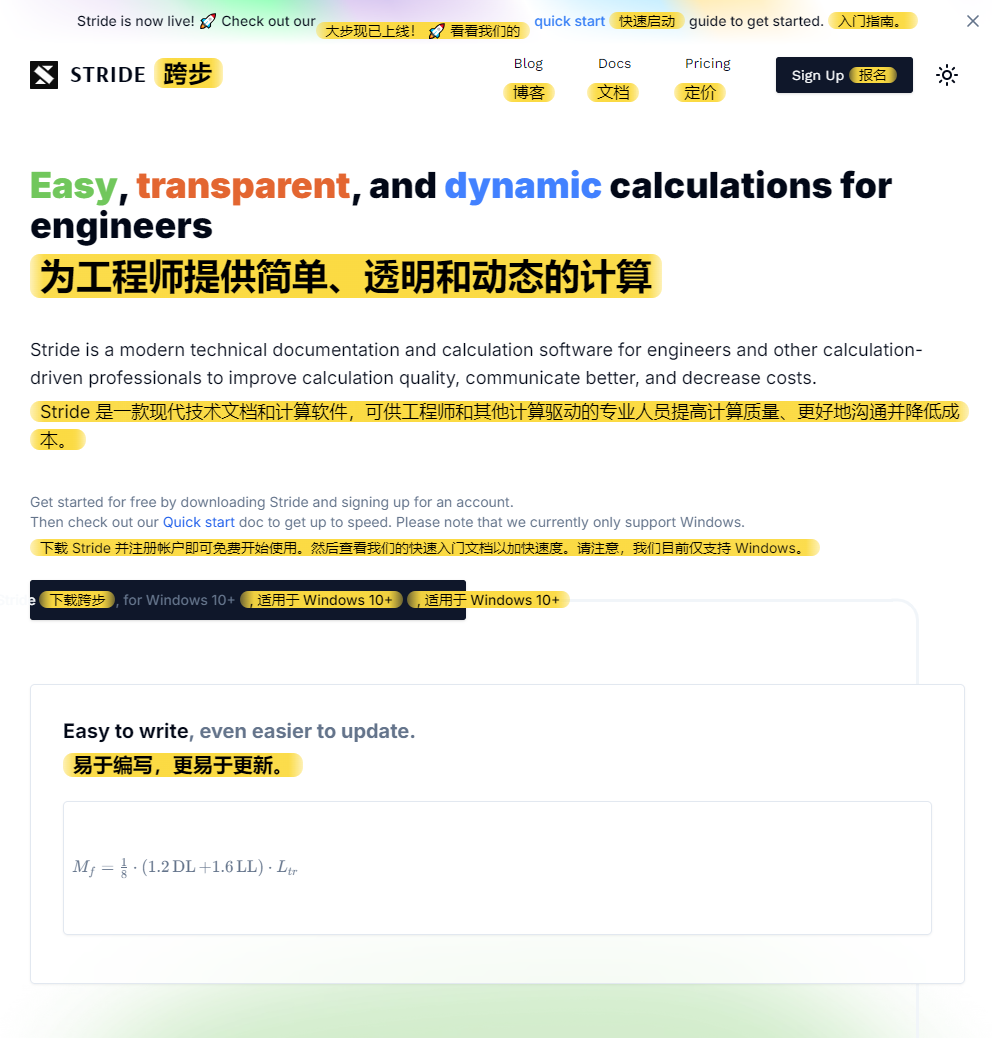 Stride is now live! 🚀 Check out our 大步现已上线！ 🚀 看看我们的 quick start 快速启动 guide to get started. 入门指南。
STRIDE 跨步
Blog Docs Pricing
博客 文档 定价
Sign Up 报名
Easy, transparent, and dynamic calculations for
engineers
为工程师提供简单、透明和动态的计算
Stride is a modern technical documentation and calculation software for engineers and other calculation-
driven professionals to improve calculation quality, communicate better, and decrease costs.
Stride 是一款现代技术文档和计算软件，可供工程师和其他计算驱动的专业人员提高计算质量、更好地沟通并降低成
本。
Get started for free by downloading Stride and signing up for an account.
Then check out our Quick start doc to get up to speed. Please note that we currently only support Windows.
下载 Stride 并注册帐户即可免费开始使用。然后查看我们的快速入门文档以加快速度。请注意，我们目前仅支持 Windows。
下载跨步, for Windows 10+ , 适用于 Windows 10+ , 适用于 Windows 10+
Easy to write, even easier to update.
易于编写，更易于更新。
M_f = 1/8 · (1.2 DL + 1.6 LL) · L_tr